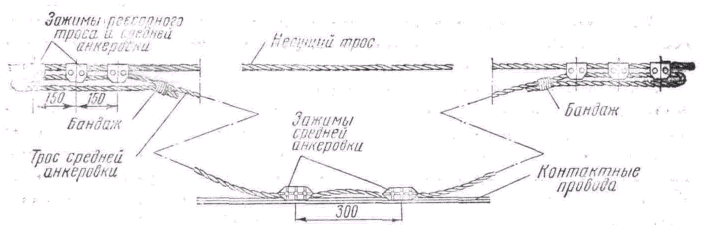 Зажимы рессорного
троса и средней
анкеровки
Несущий трос
150
150
Бандаж
Бандаж
Трос средней
анкеровки
Зажимы
средней
анкеровки
Контактные
провода
300